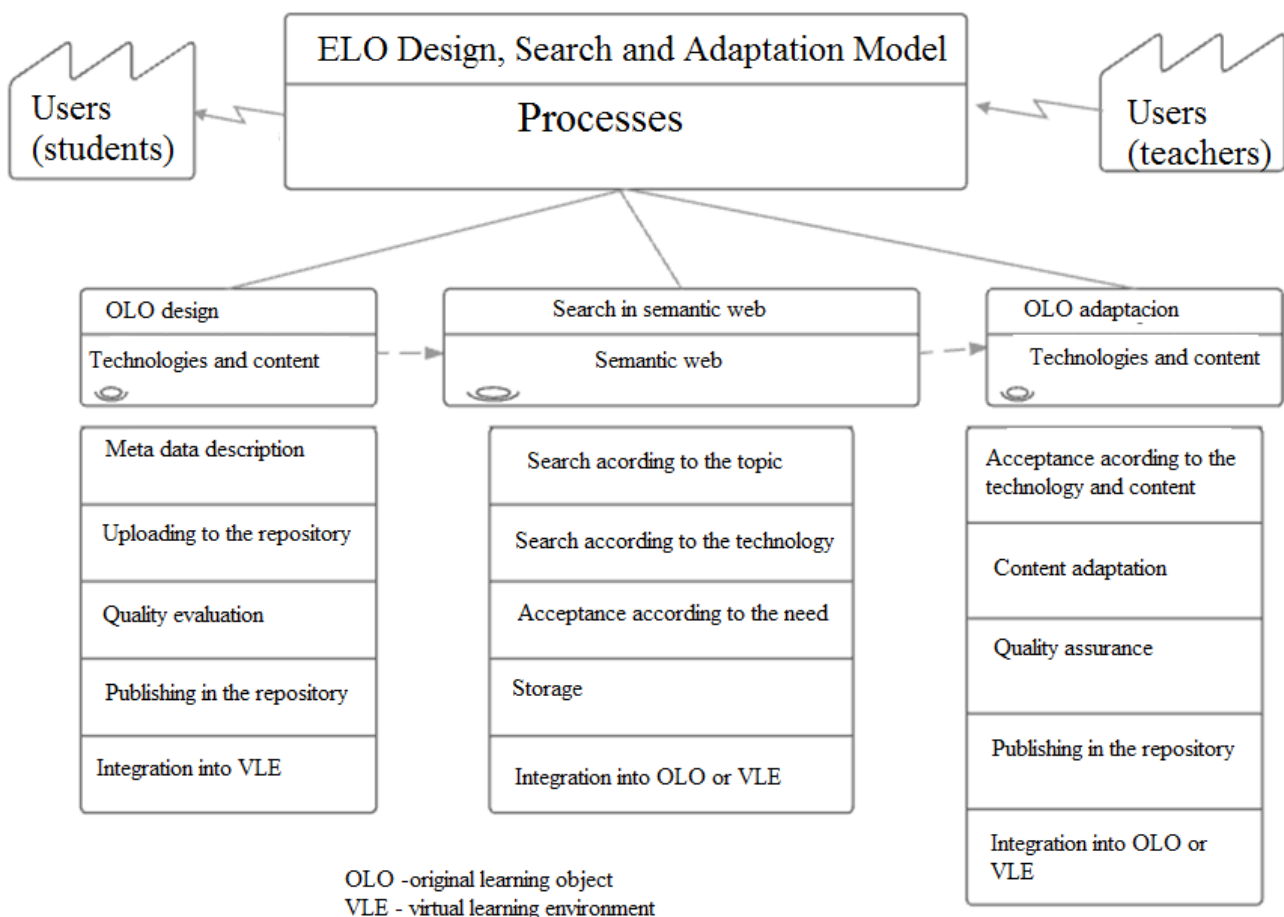 ELO Design, Search and Adaptation Model
Processes
Users
(students)
Users
(teachers)
OLO design
Technologies and content
Search in semantic web
Semantic web
OLO adaptacion
Technologies and content
Meta data description
Uploading to the repository
Quality evaluation
Publishing in the repository
Integration into VLE
Search acording to the topic
Search according to the technology
Acceptance according to the need
Storage
Integration into OLO or VLE
Acceptance acording to the
technology and content
Content adaptation
Quality assurance
Publishing in the repository
Integration into OLO or
VLE
OLO -original learning object
VLE - virtual learning environment